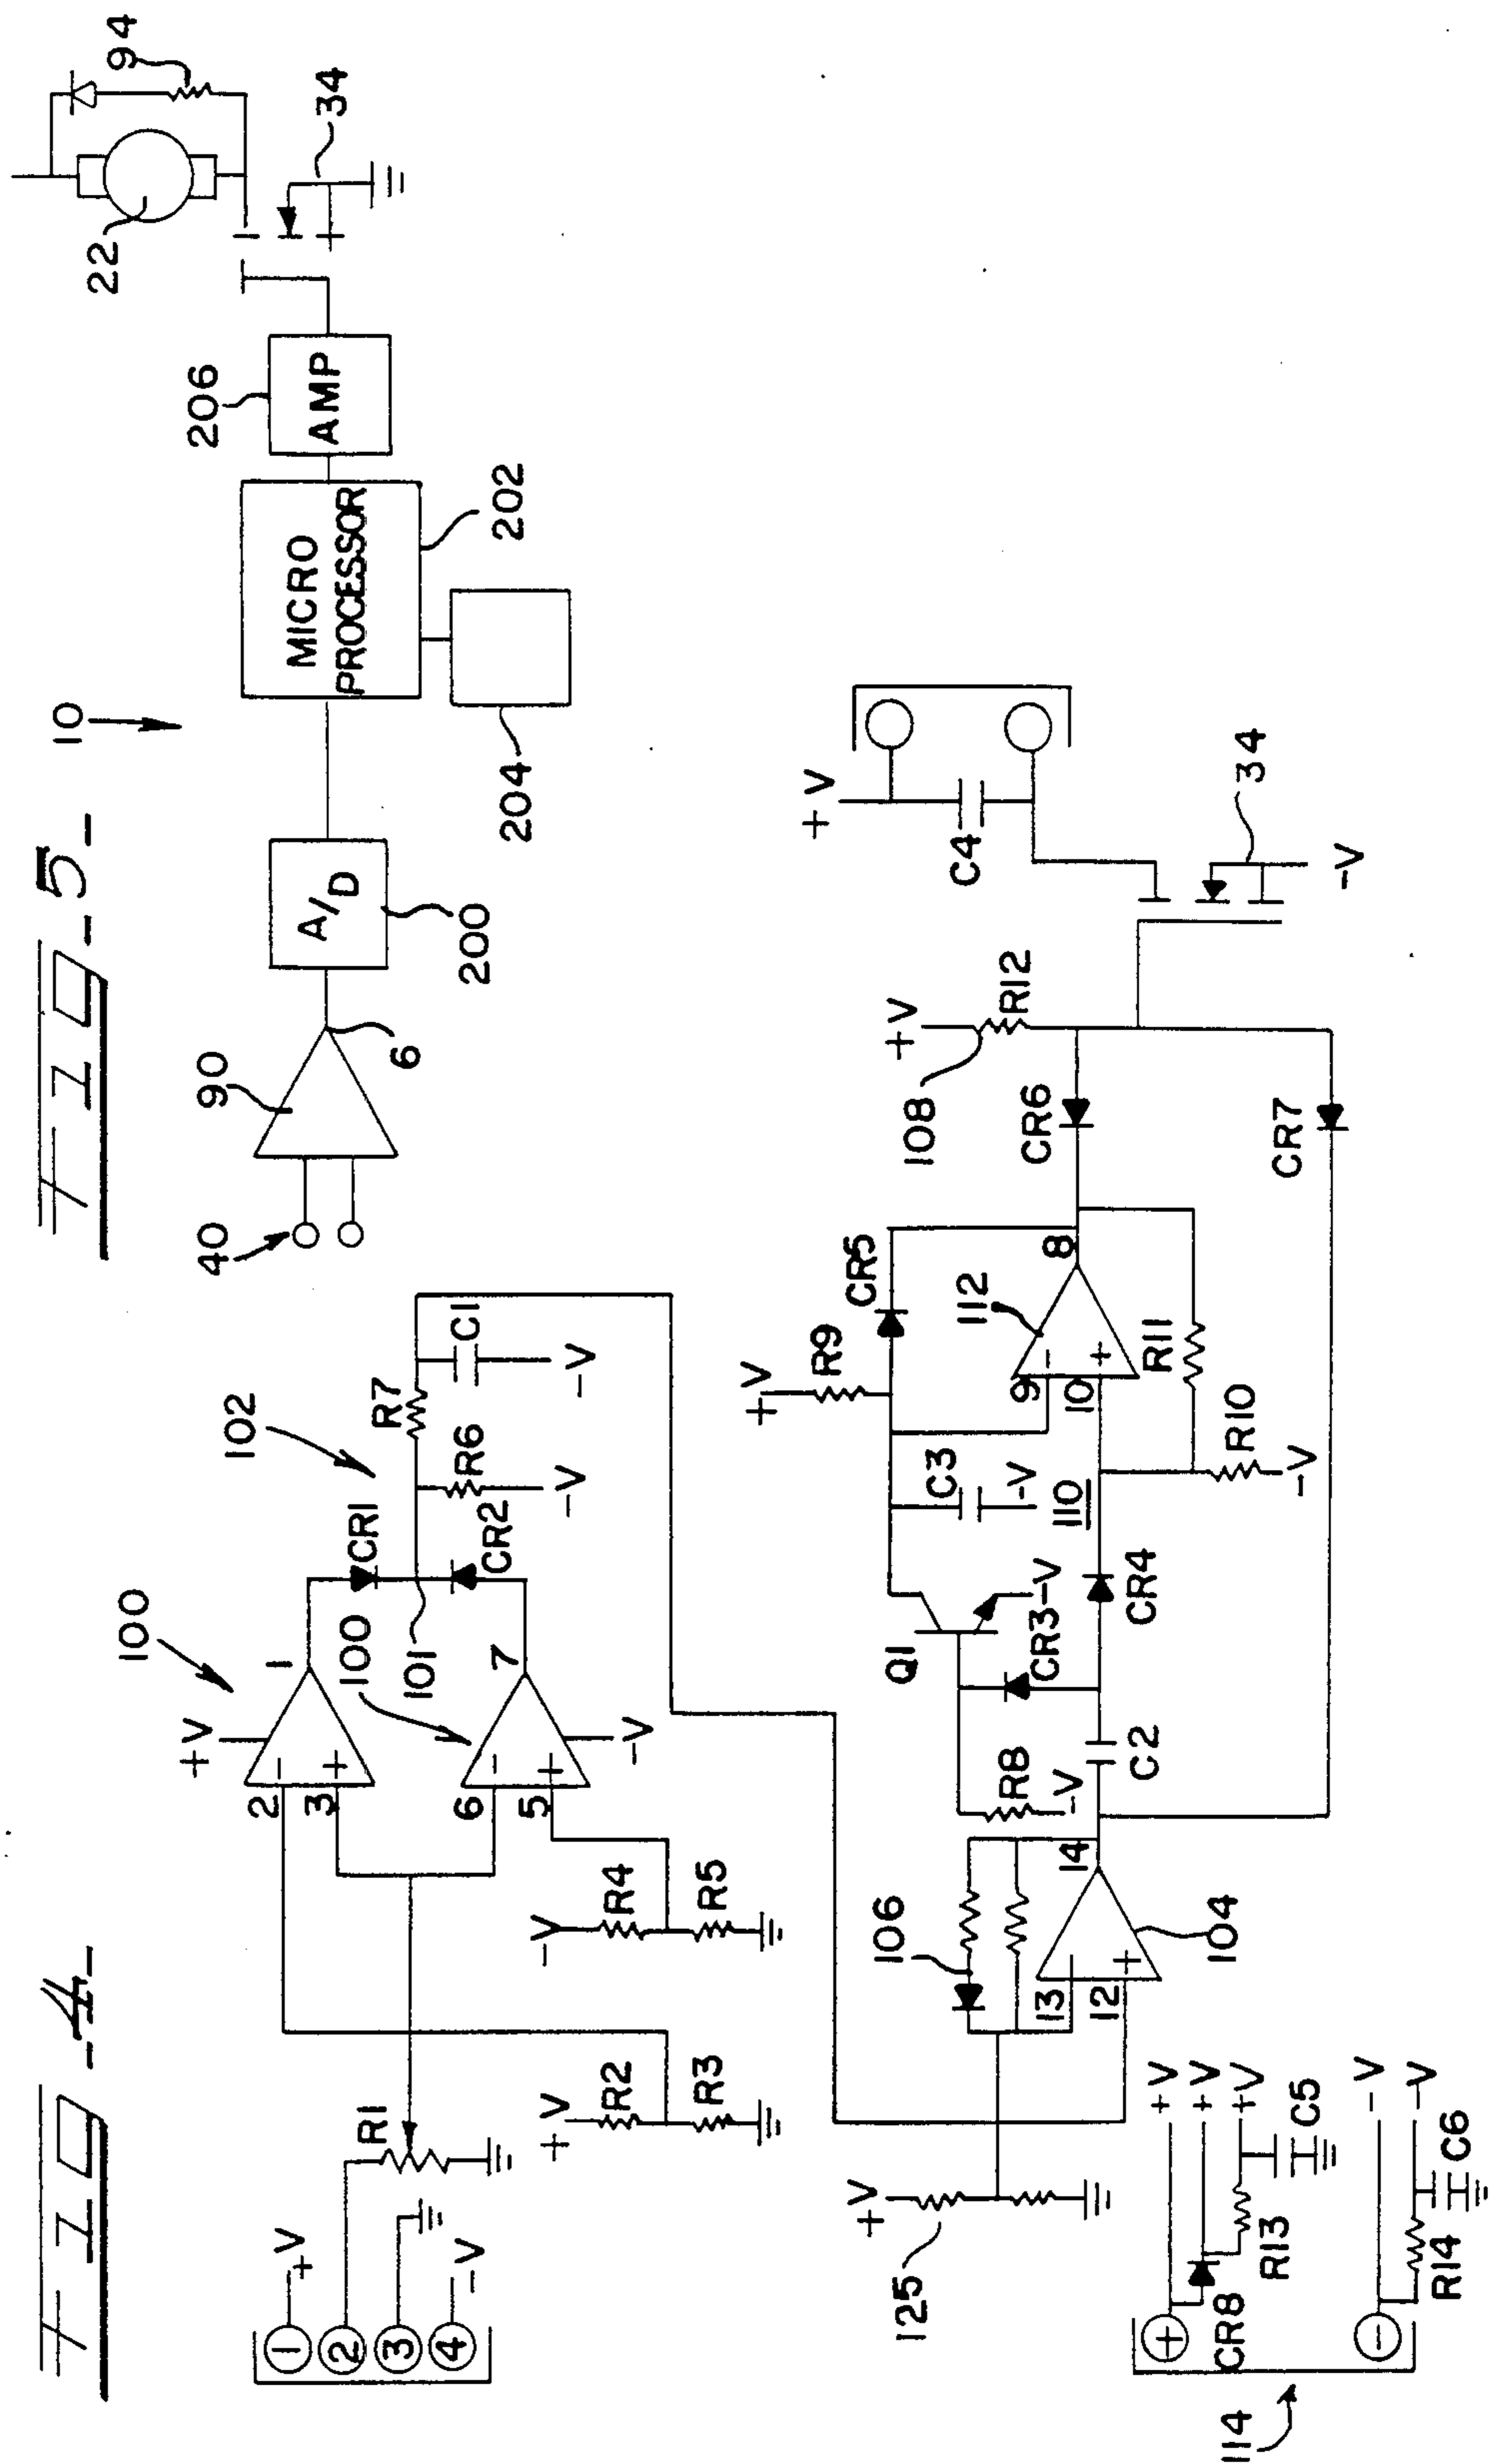 FIG-4-
1
2
3
4
+V
-V
R1
+V
R2
R3
-V
R4
R5
2
3
-
+
+V
1
100
6
5
-
+
-V
7
100
CR1
CR2
101
102
R6
-V
R7
C1
-V
125
+V
106
13
12
+
14
104
R8
-V
C2
Q1
-V
CR3
CR4
110
C3
-V
+V
R9
CR5
9
10
-
+
8
112
R11
R10
-V
CR6
CR7
108
+V
R12
+V
C4
34
-V
114
+
-
CR8
R13
+V
+V
+V
C5
R14
-V
-V
C6
FIG-5-
10
40
90
6
A/D
200
MICRO
PROCESSOR
202
204
AMP
206
22
94
34